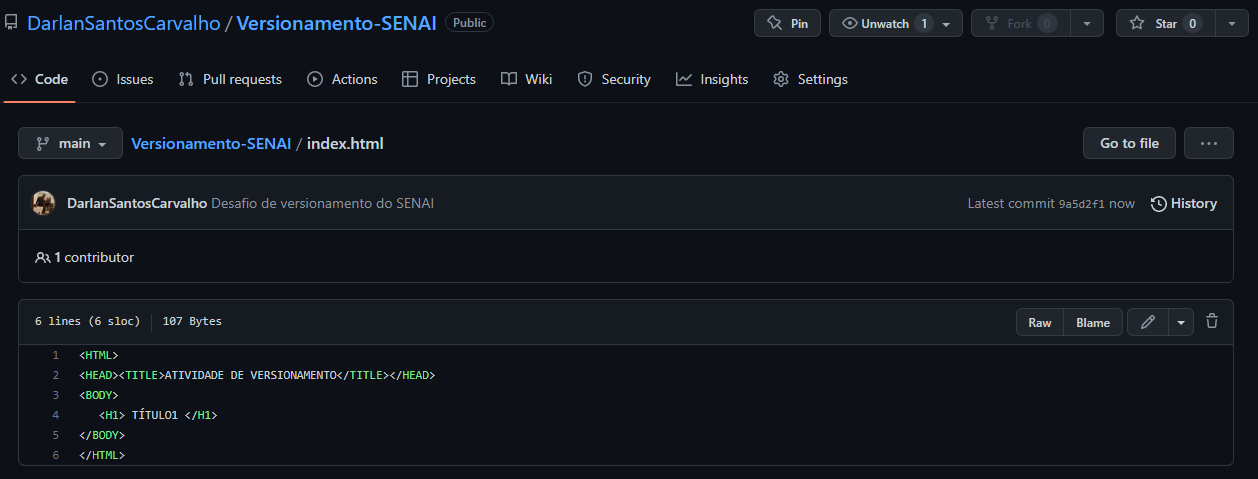 DarlanSantosCarvalho / Versionamento-SENAI Public Pin Unwatch 1 Fork 0 Star 0
Code Issues Pull requests Actions Projects Wiki Security Insights Settings
main Versionamento-SENAI / index.html Go to file ...
DarlanSantosCarvalho Desafio de versionamento do SENAI Latest commit 9a5d2f1 now History
1 contributor
6 lines (6 sloc) 107 Bytes Raw Blame
1 <HTML>
2 <HEAD><TITLE>ATIVIDADE DE VERSIONAMENTO</TITLE></HEAD>
3 <BODY>
4 <H1> TÍTULO1 </H1>
5 </BODY>
6 </HTML>